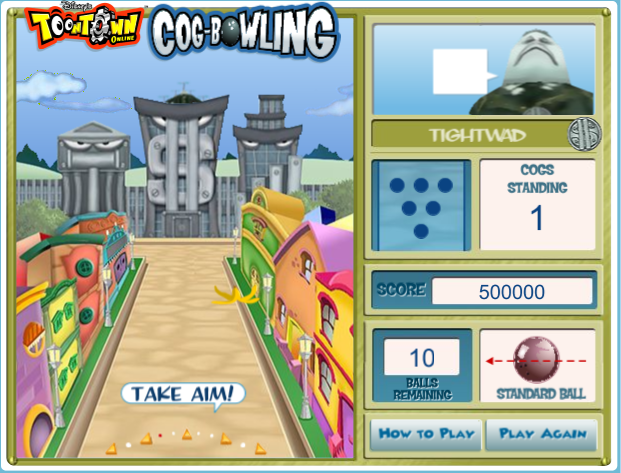 Disney's
TOONTOWN
ONLINE
COG-BOWLING
TIGHTWAD
COGS
STANDING
1
SCORE
500000
10
BALLS
REMAINING
STANDARD BALL
TAKE AIM!
HOW TO PLAY
PLAY AGAIN